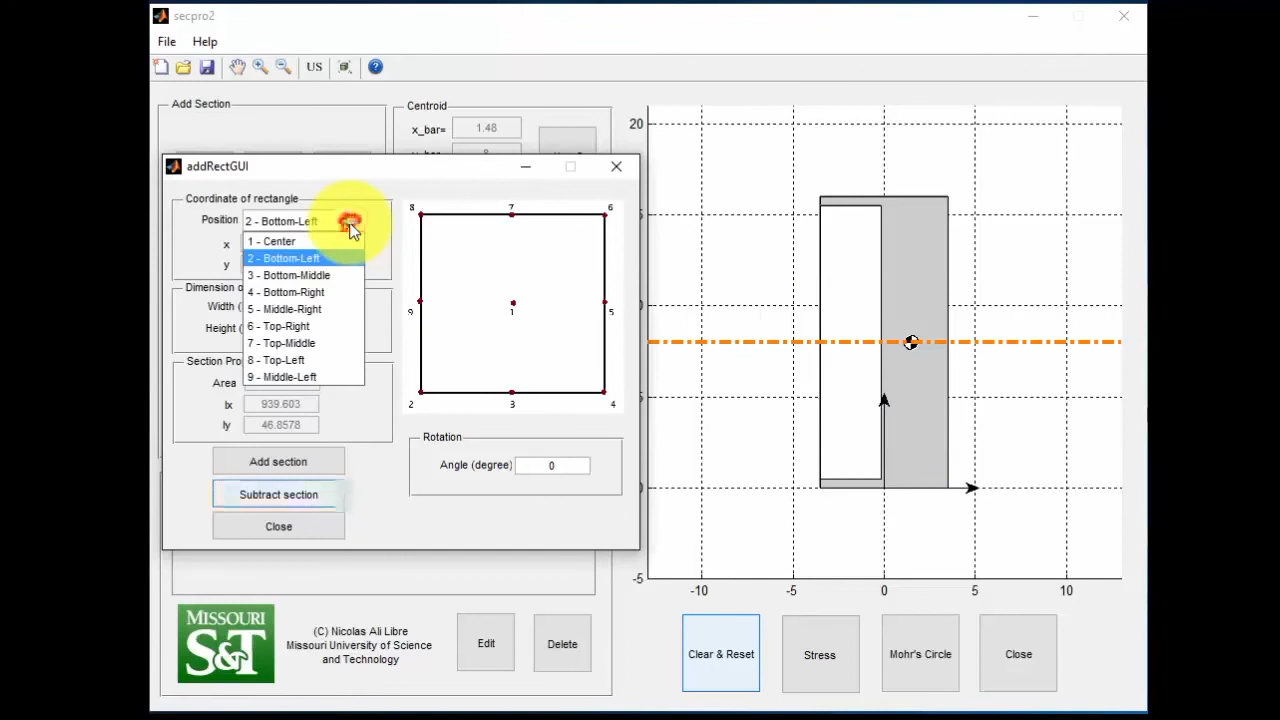 secpro2
File Help
US
Add Section
Centroid
x_bar= 1.48
addRectGUI
Coordinate of rectangle
Position 2 - Bottom-Left
x
y
1 - Center
2 - Bottom-Left
3 - Bottom-Middle
4 - Bottom-Right
5 - Middle-Right
6 - Top-Right
7 - Top-Middle
8 - Top-Left
9 - Middle-Left
Width (
Height (
Area
Ix 939.603
Iy 46.8578
Add section
Subtract section
Close
8 7 6
9 1 5
2 3 4
Rotation
Angle (degree) 0
20
-5
-10 -5 0 5 10
MISSOURI
S&T
(C) Nicolas Ali Libre
Missouri University of Science
and Technology
Edit
Delete
Clear & Reset
Stress
Mohr's Circle
Close